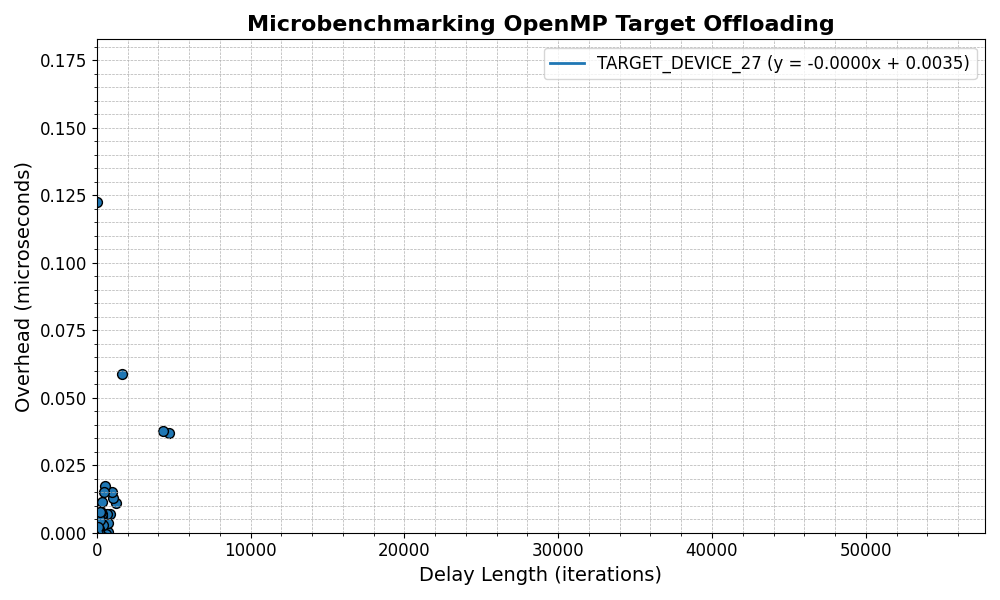 Microbenchmarking OpenMP Target Offloading
TARGET_DEVICE_27 (y = -0.0000x + 0.0035)
Overhead (microseconds)
0.175
0.150
0.125
0.100
0.075
0.050
0.025
0.000
0 10000 20000 30000 40000 50000
Delay Length (iterations)